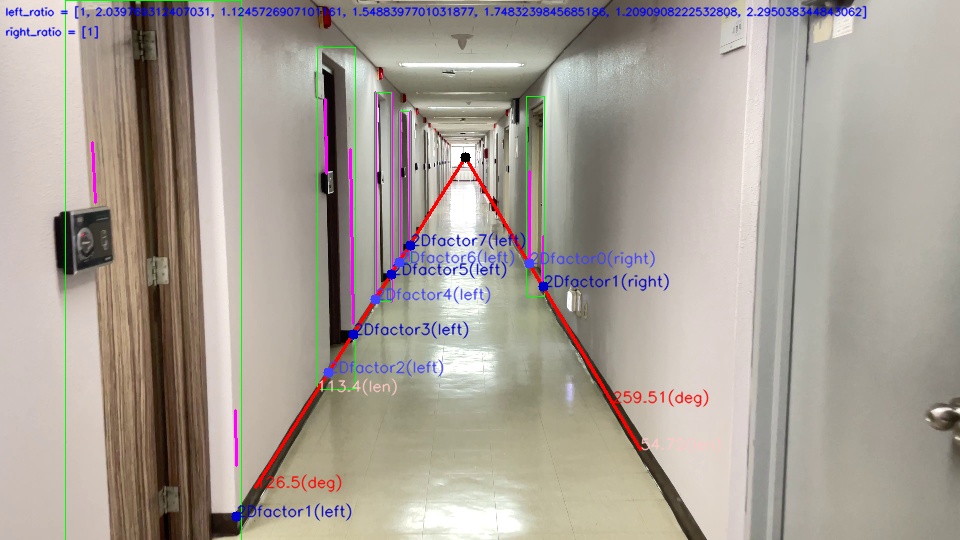 left_ratio = [1, 2.039768312407031, 1.1245726907101161, 1.5488397701031877, 1.7483239845685186, 1.2090908222532808, 2.295038344843062]
right_ratio = [1]
2Dfactor7(left)
2Dfactor6(left)
2Dfactor0(right)
2Dfactor5(left)
2Dfactor1(right)
2Dfactor4(left)
2Dfactor3(left)
2Dfactor2(left)
113.4(len)
259.51(deg)
26.5(deg)
2Dfactor1(left)